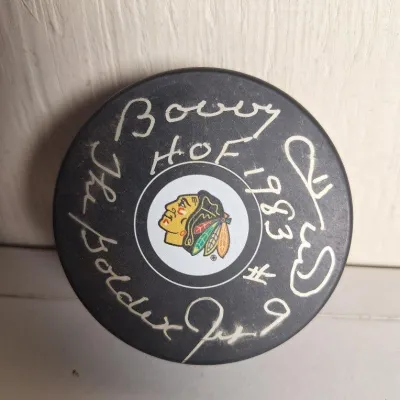 Bobby
HOF 1983
#9
The Golden Jet